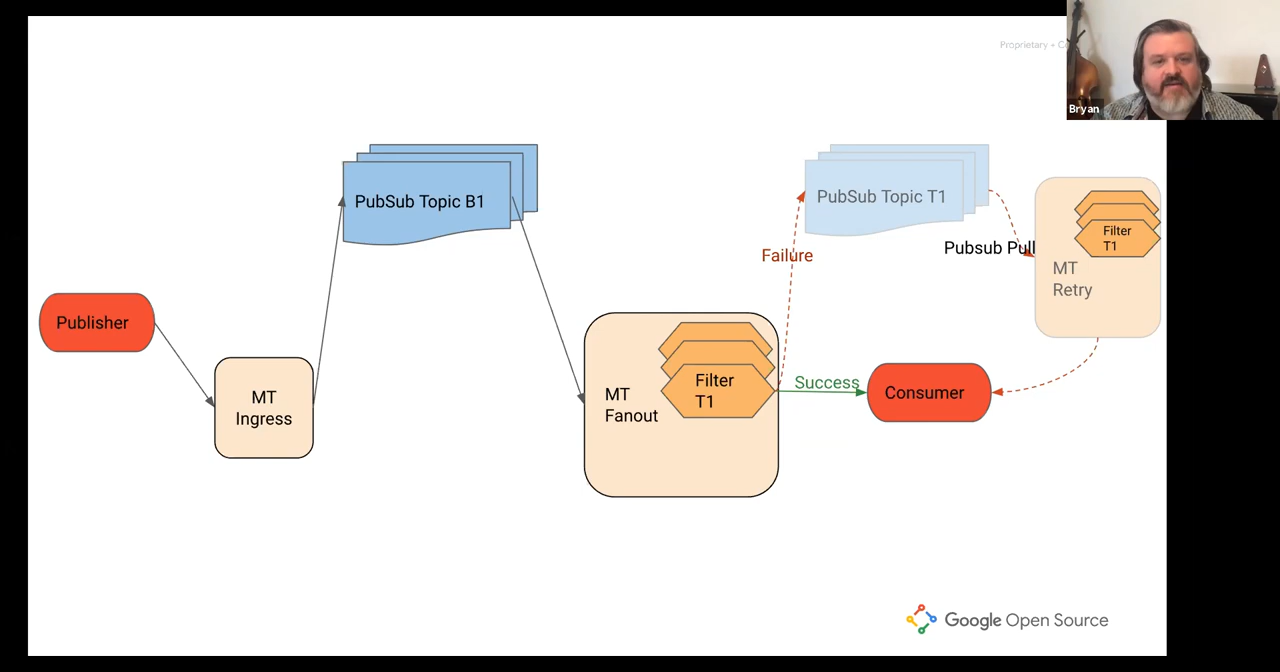 Proprietary + C
Bryan
PubSub Topic B1
PubSub Topic T1
Filter
T1
Pubsub Pull
MT
Retry
Failure
Publisher
MT
Ingress
MT
Fanout
Filter
T1
Success
Consumer
Google Open Source